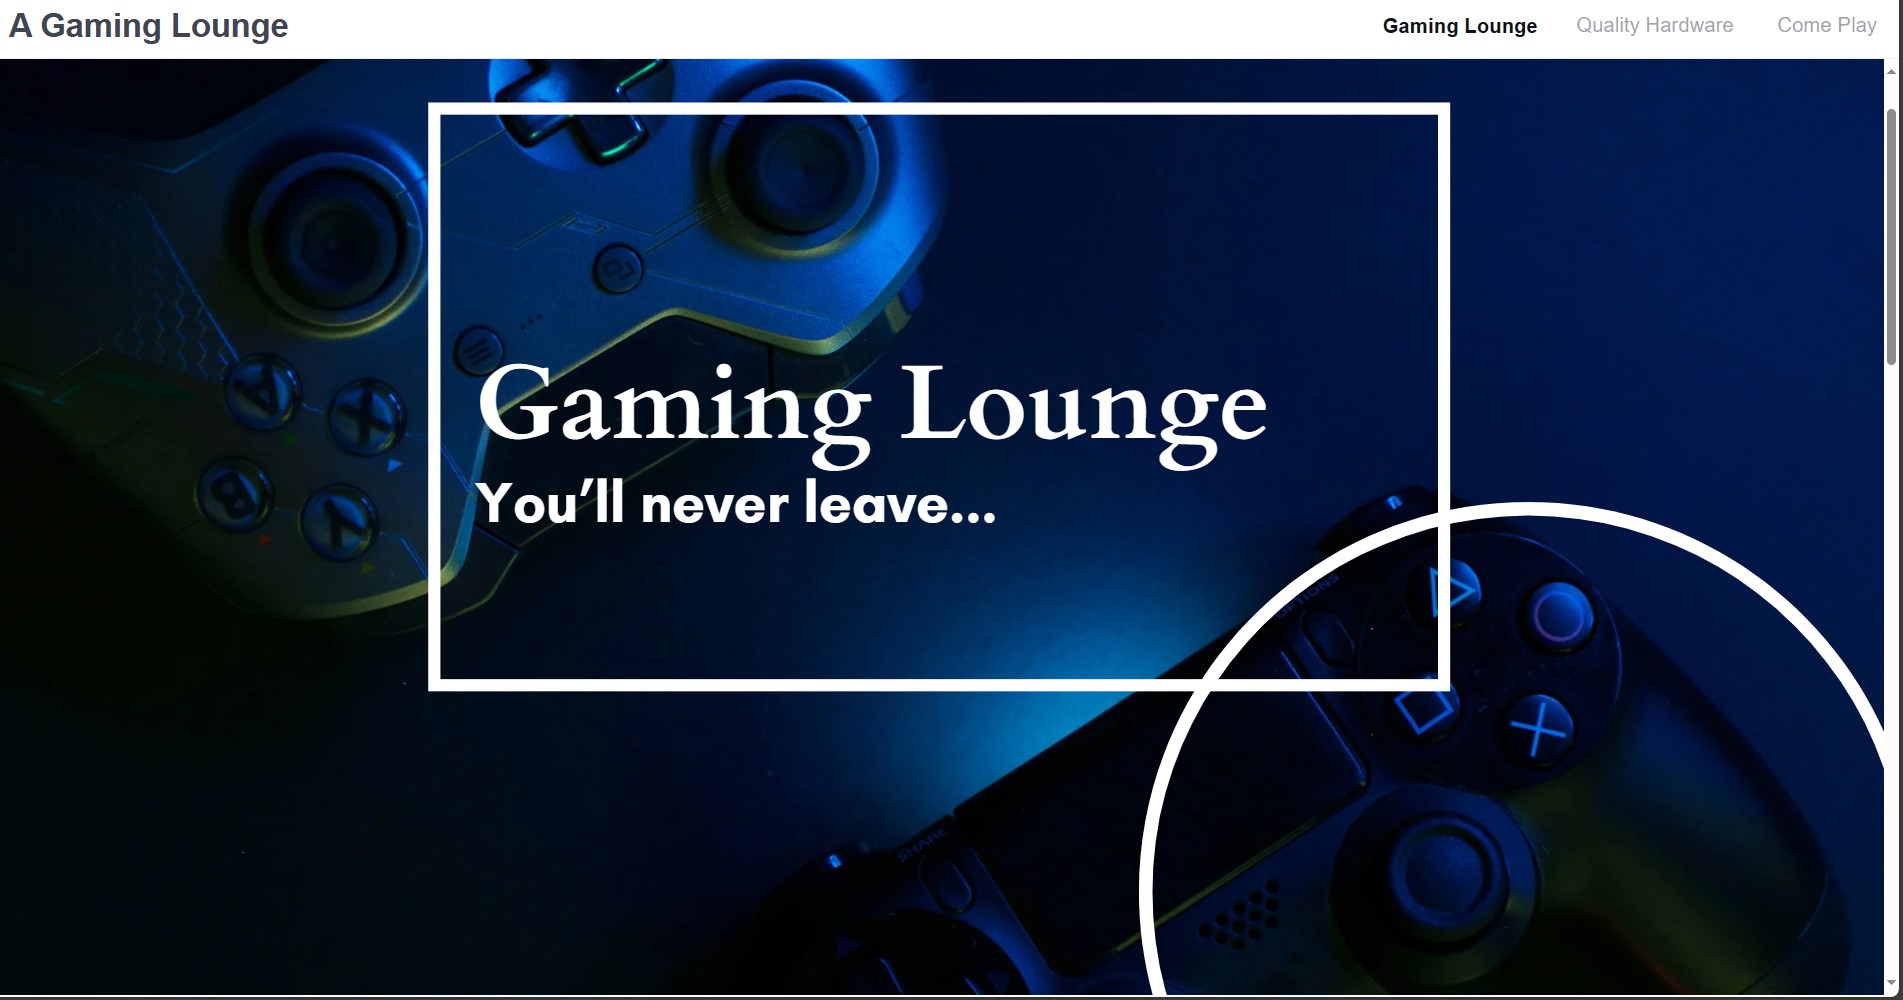 A Gaming Lounge
Gaming Lounge
Quality Hardware
Come Play
Gaming Lounge
You’ll never leave...
A
X
B
Y
OPTIONS
SHARE